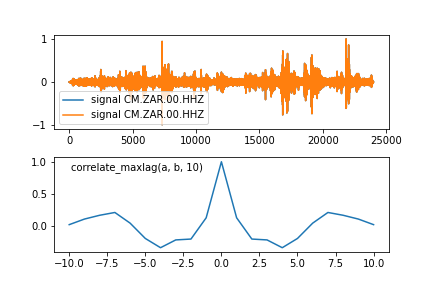 1
0
−1
signal CM.ZAR.00.HHZ
signal CM.ZAR.00.HHZ
0 5000 10000 15000 20000 25000
1.0
0.5
0.0
correlate_maxlag(a, b, 10)
−10.0 −7.5 −5.0 −2.5 0.0 2.5 5.0 7.5 10.0